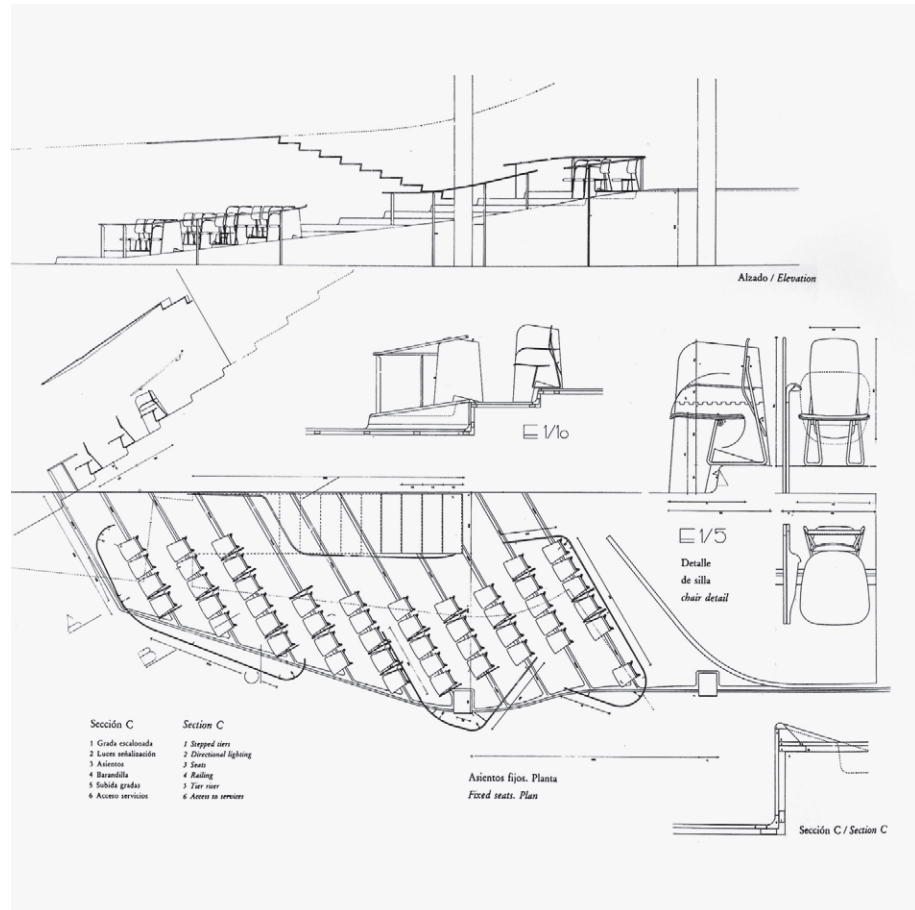 Alzado / Elevation
E 1/10
E 1/5
Detalle
de silla
chair detail
Sección C
1 Grada escalonada
2 Luces señalización
3 Asientos
4 Barandilla
5 Subida gradas
6 Acceso servicios
Section C
1 Stepped tiers
2 Directional lighting
3 Seats
4 Railing
5 Tier riser
6 Access to services
Asientos fijos. Planta
Fixed seats. Plan
Sección C / Section C